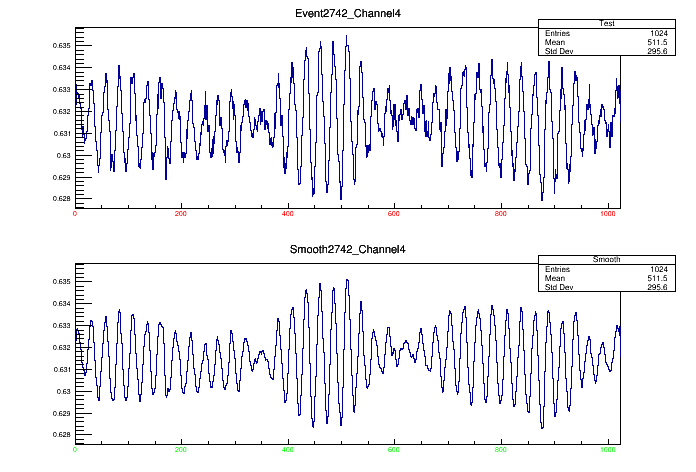 Event2742_Channel4
Test
Entries 1024
Mean 511.5
Std Dev 295.6
0.635
0.634
0.633
0.632
0.631
0.63
0.629
0.628
0 200 400 600 800 1000
Smooth2742_Channel4
Smooth
Entries 1024
Mean 511.5
Std Dev 295.6
0.635
0.634
0.633
0.632
0.631
0.63
0.629
0.628
0 200 400 600 800 1000